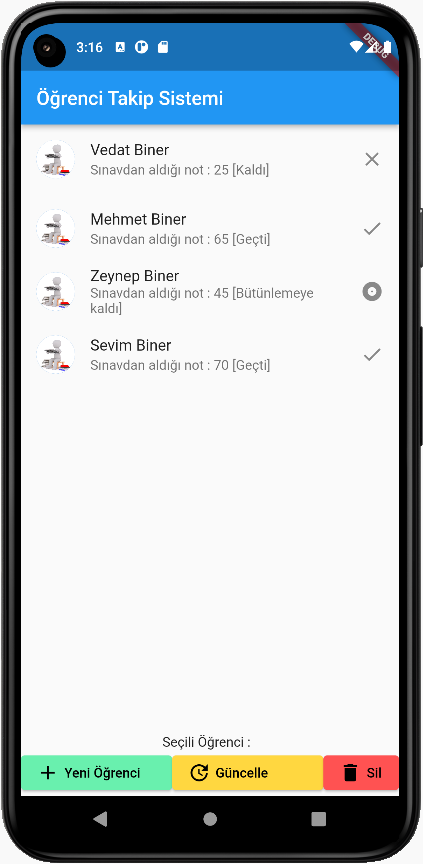 3:16
DEBUG
Öğrenci Takip Sistemi
Vedat Biner
Sınavdan aldığı not : 25 [Kaldı]
Mehmet Biner
Sınavdan aldığı not : 65 [Geçti]
Zeynep Biner
Sınavdan aldığı not : 45 [Bütünlemeye
kaldı]
Sevim Biner
Sınavdan aldığı not : 70 [Geçti]
Seçili Öğrenci :
Yeni Öğrenci
Güncelle
Sil